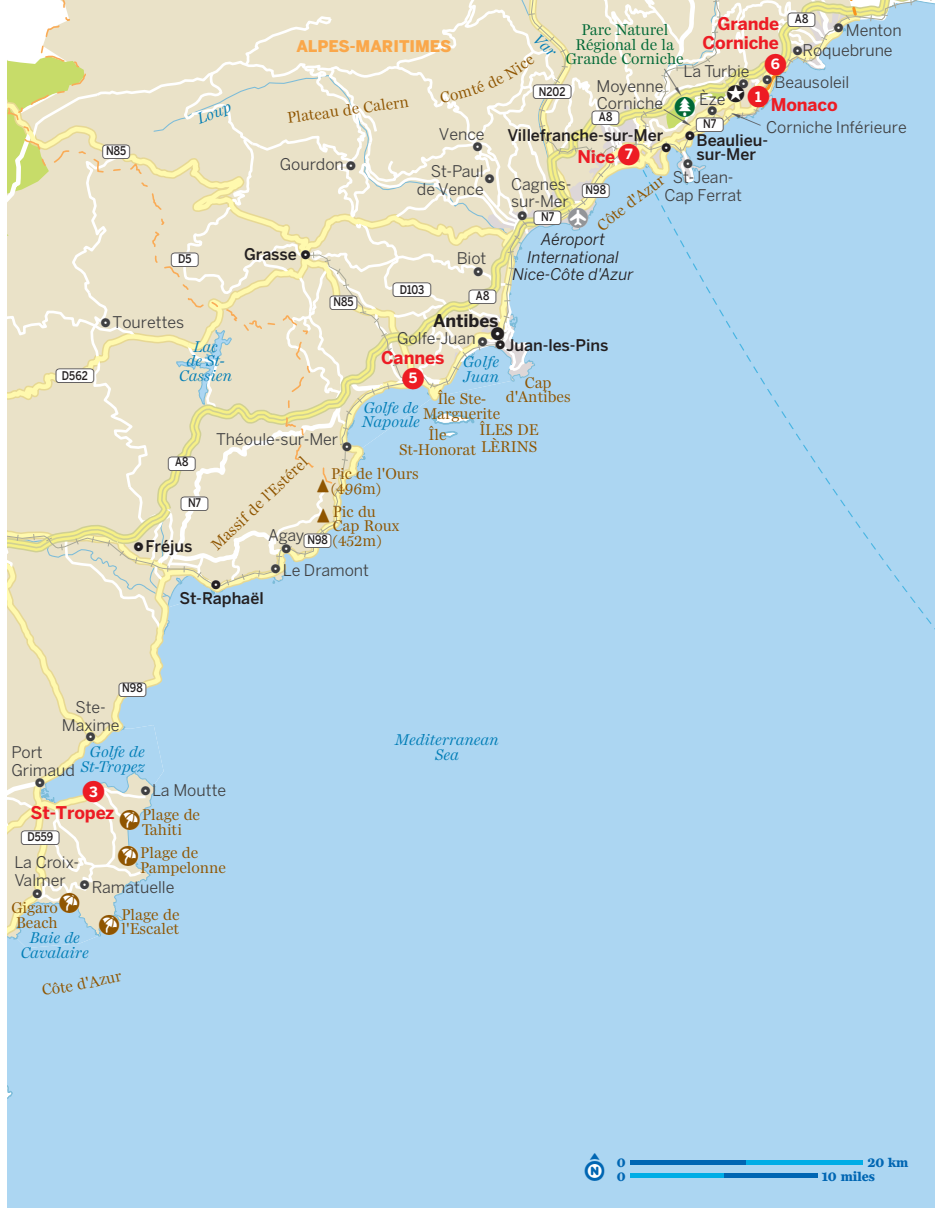 Grande
Corniche
A8
Menton
Roquebrune
Parc Naturel
Régional de la
Grande Corniche
ALPES-MARITIMES
Var
6
La Turbie
Beausoleil
Comté de Nice
N202
Moyenne
Corniche
Èze
1
Monaco
Plateau de Calern
Loup
A8
N7
Corniche Inférieure
Vence
Villefranche-sur-Mer
Beaulieu-
sur-Mer
N85
Gourdon
Nice
7
St-Paul
de Vence
St-Jean-
Cap Ferrat
Cagnes-
sur-Mer
N98
Côte d'Azur
N7
Aéroport
International
Nice-Côte d'Azur
Grasse
D5
Biot
N85
D103
A8
Tourettes
Antibes
Golfe-Juan
Juan-les-Pins
Lac
de St-
Cassien
Cannes
5
Golfe
Juan
D562
Cap
d'Antibes
Golfe de
Napoule
Île Ste-
Marguerite
Île
St-Honorat
ÎLES DE
LÈRINS
Théoule-sur-Mer
A8
Massif de l'Estérel
Pic de l'Ours
(496m)
N7
Pic du
Cap Roux
(452m)
Agay
N98
Fréjus
Le Dramont
St-Raphaël
N98
Ste-
Maxime
Mediterranean
Sea
Port
Grimaud
Golfe de
St-Tropez
3
La Moutte
St-Tropez
Plage de
Tahiti
D559
Plage de
Pampelonne
La Croix-
Valmer
Ramatuelle
Gigaro
Beach
Plage de
l'Escalet
Baie de
Cavalaire
Côte d'Azur
N
0 20 km
0 10 miles